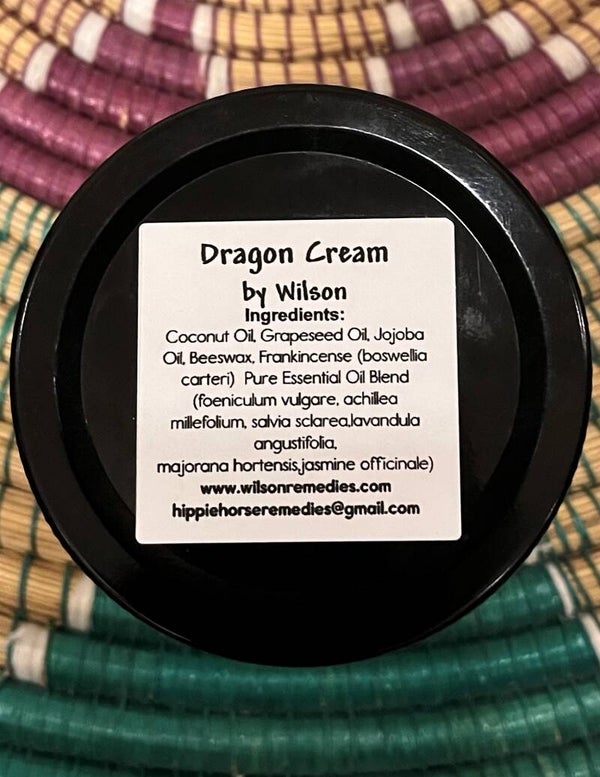 Dragon Cream
by Wilson
Ingredients:
Coconut Oil, Grapeseed Oil, Jojoba
Oil, Beeswax, Frankincense (boswellia
carteri) Pure Essential Oil Blend
(foeniculum vulgare, achillea
millefolium, salvia sclarea,lavandula
angustifolia,
majorana hortensis,jasmine officinale)
www.wilsonremedies.com
hippiehorseremedies@gmail.com